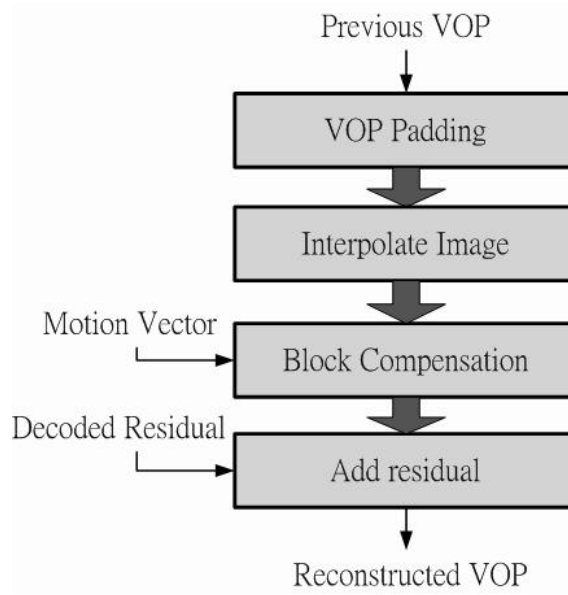 Previous VOP
VOP Padding
Interpolate Image
Motion Vector
Block Compensation
Decoded Residual
Add residual
Reconstructed VOP